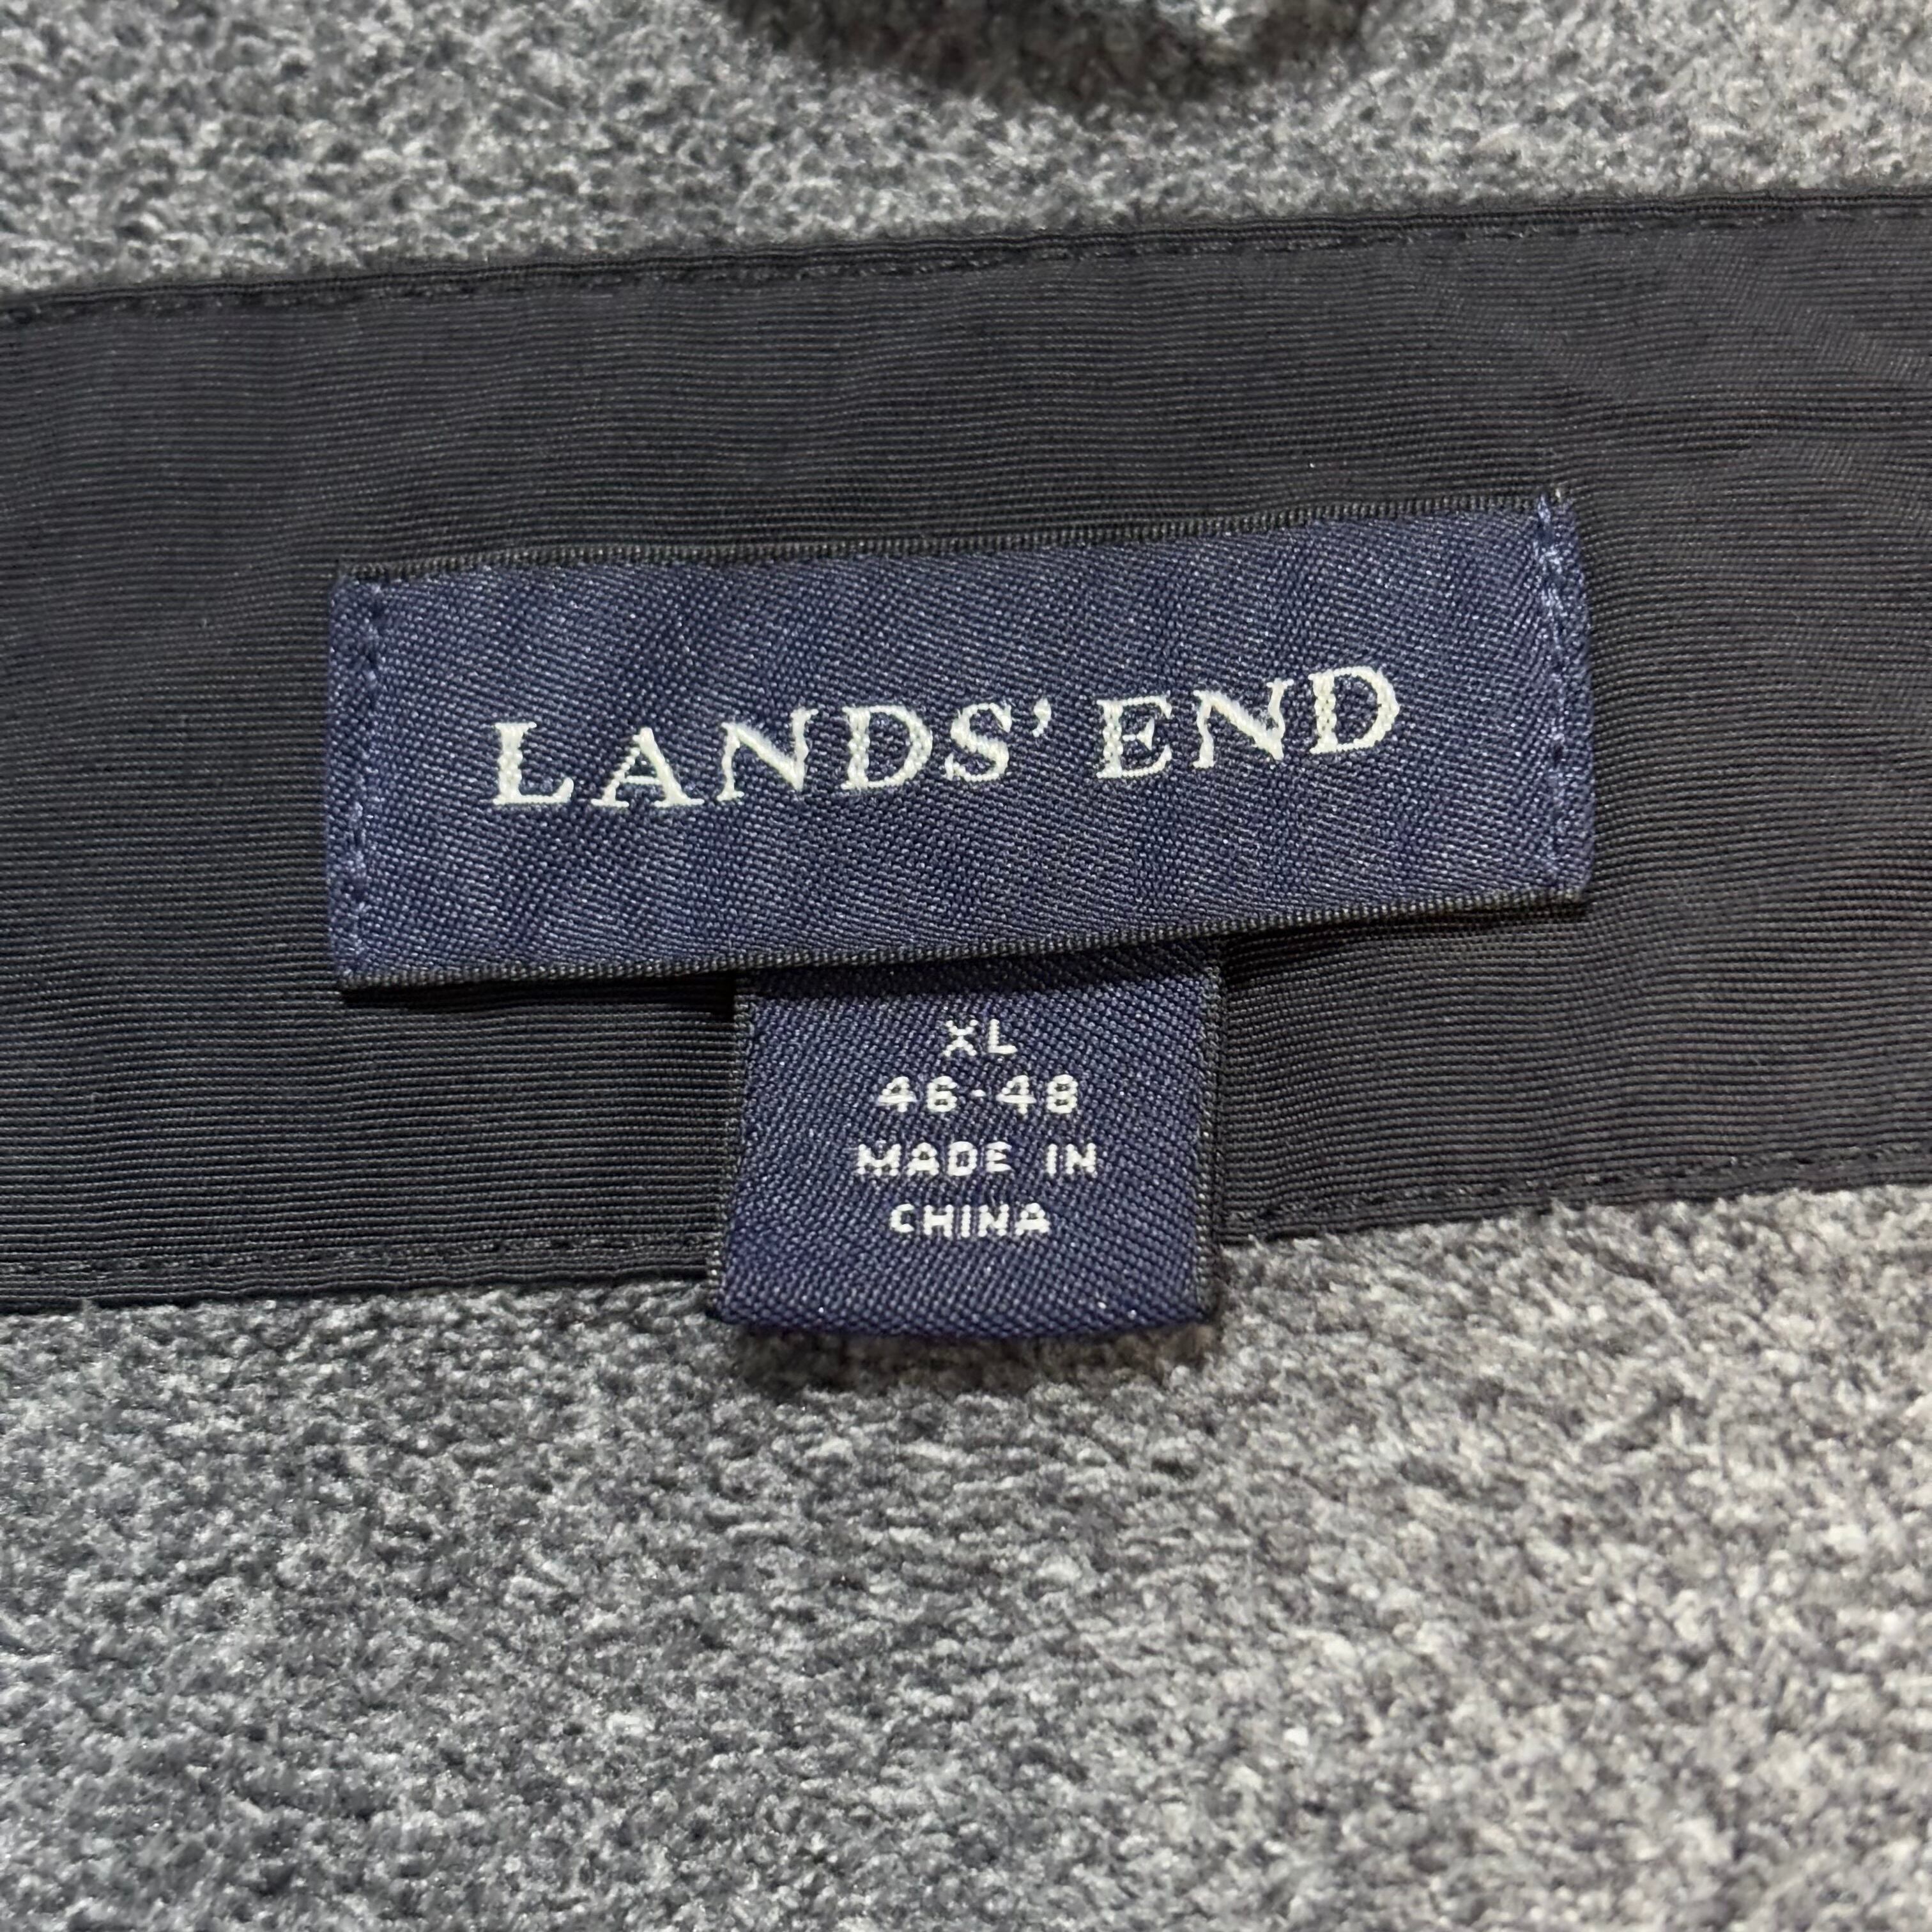 LANDS' END
XL
46-48
MADE IN
CHINA